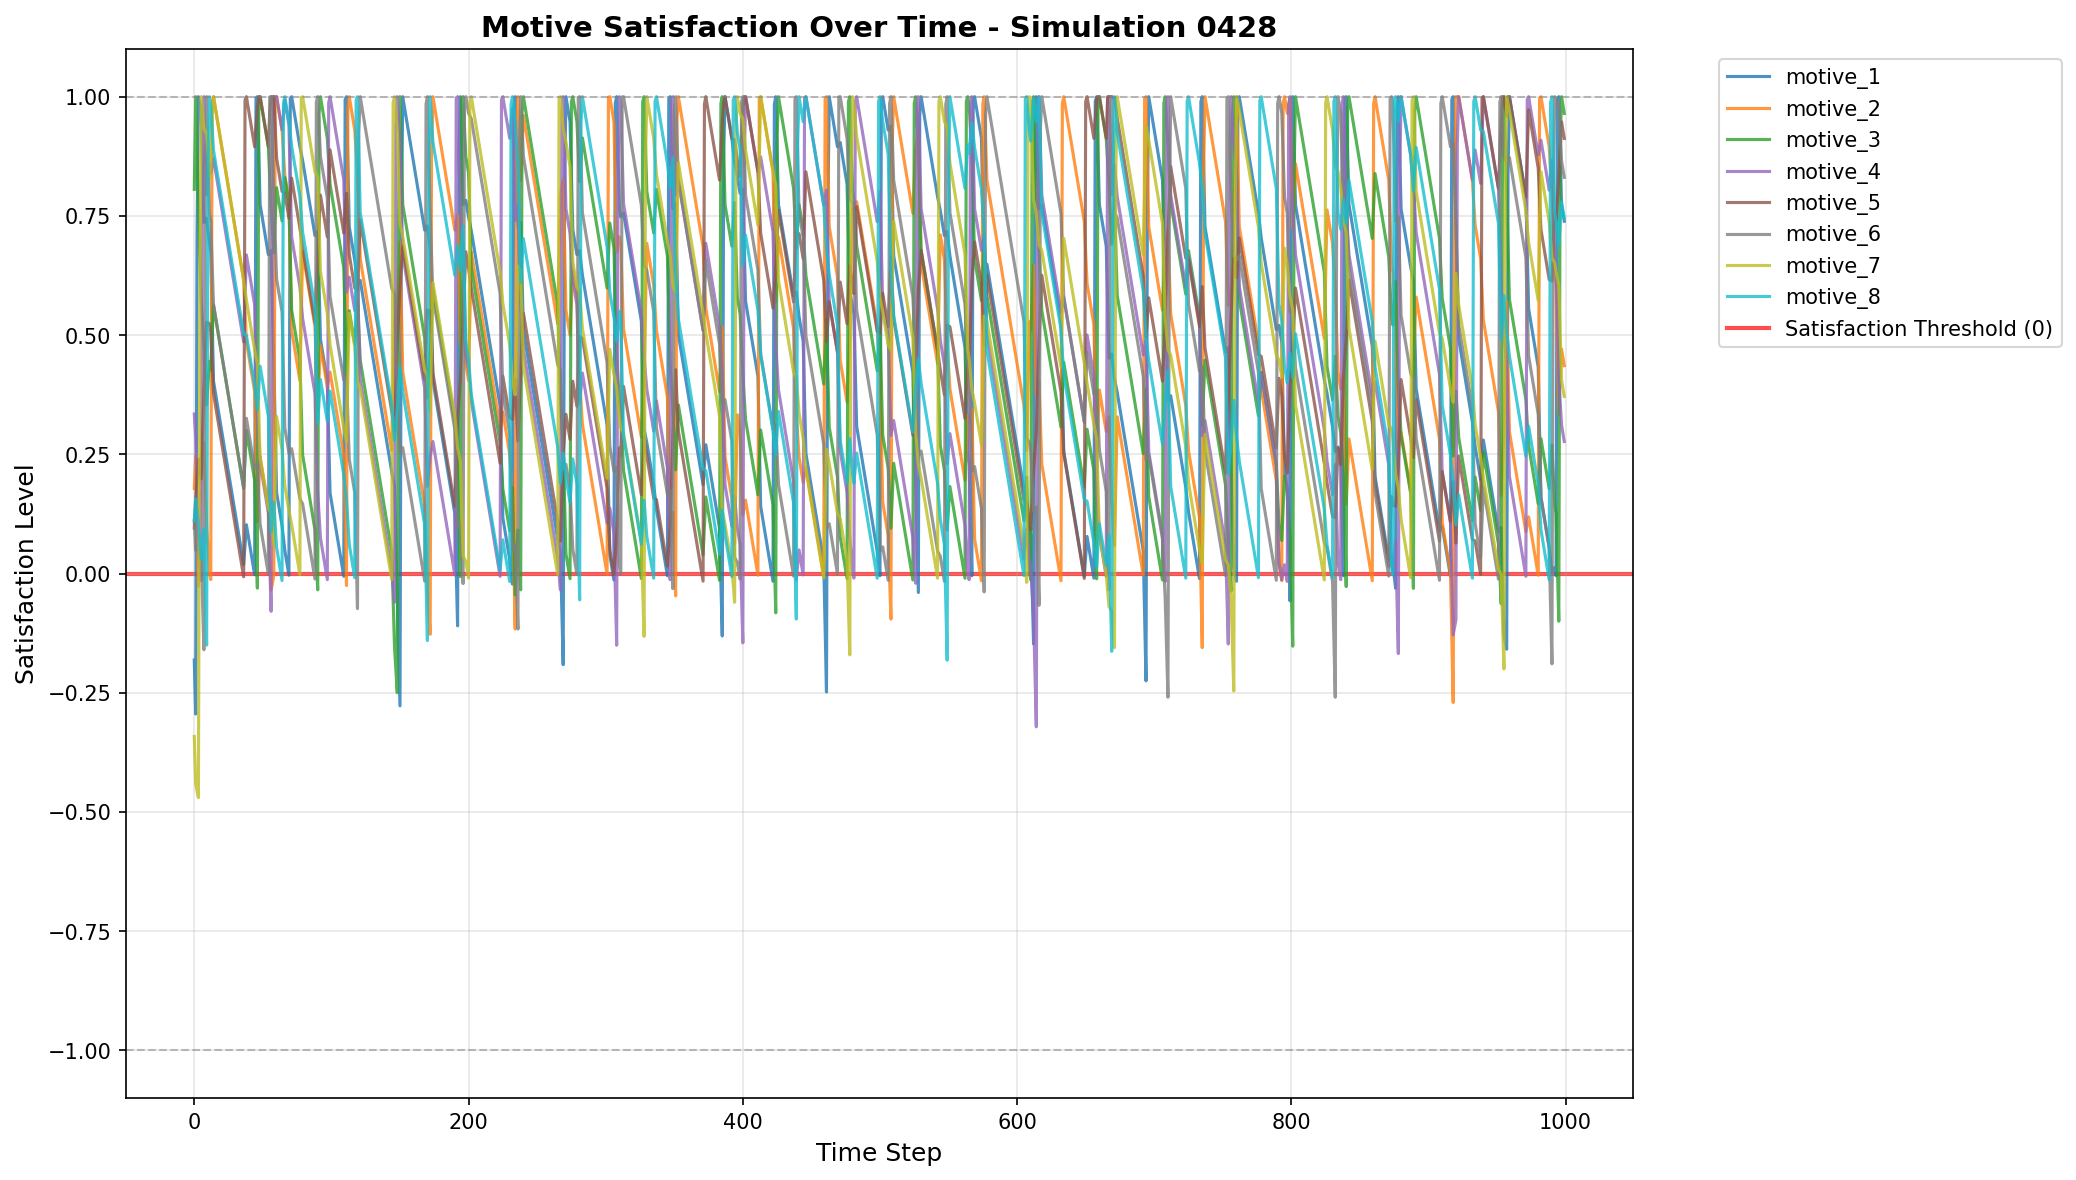 Motive Satisfaction Over Time - Simulation 0428
motive_1
motive_2
motive_3
motive_4
motive_5
motive_6
motive_7
motive_8
Satisfaction Threshold (0)
Satisfaction Level
1.00
0.75
0.50
0.25
0.00
−0.25
−0.50
−0.75
−1.00
0 200 400 600 800 1000
Time Step